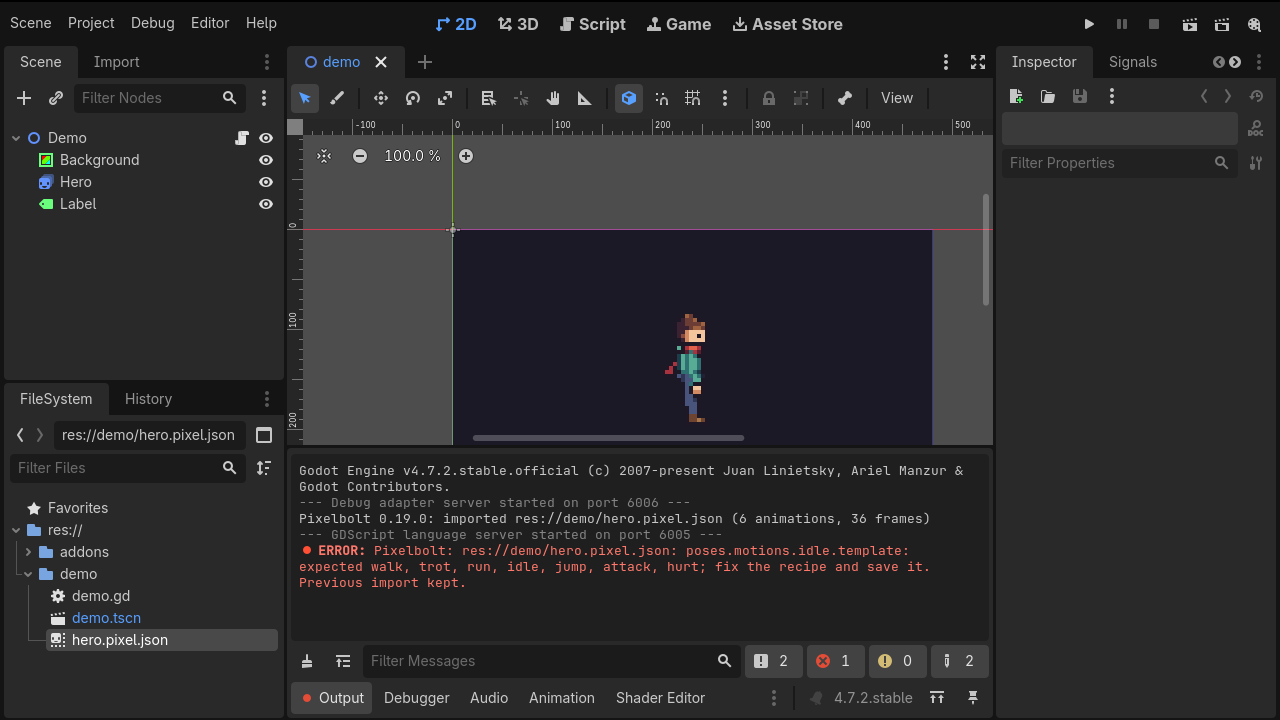 Scene Project Debug Editor Help
2D 3D Script Game Asset Store
Scene Import
Filter Nodes
Demo
Background
Hero
Label
FileSystem History
res://demo/hero.pixel.json
Filter Files
Favorites
res://
addons
demo
demo.gd
demo.tscn
hero.pixel.json
demo
View
-100 0 100 200 300 400 500
100.0 %
0
100
200
Godot Engine v4.7.2.stable.official (c) 2007-present Juan Linietsky, Ariel Manzur &
Godot Contributors.
--- Debug adapter server started on port 6006 ---
Pixelbolt 0.19.0: imported res://demo/hero.pixel.json (6 animations, 36 frames)
--- GDScript language server started on port 6005 ---
ERROR: Pixelbolt: res://demo/hero.pixel.json: poses.motions.idle.template:
expected walk, trot, run, idle, jump, attack, hurt; fix the recipe and save it.
Previous import kept.
Filter Messages 2 1 0 2
Output Debugger Audio Animation Shader Editor 4.7.2.stable
Inspector Signals
DOC
Filter Properties